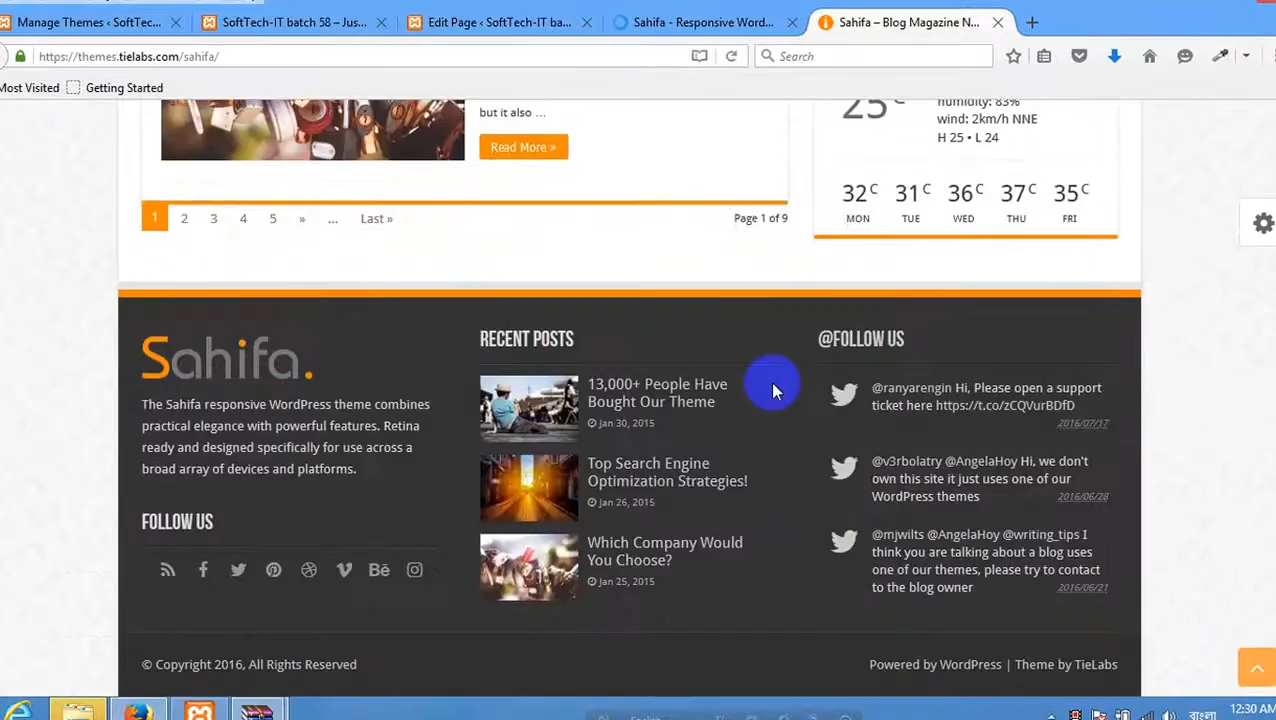 Manage Themes ‹ SoftTec...
SoftTech-IT batch 58 – Jus...
Edit Page ‹ SoftTech-IT ba...
Sahifa - Responsive Word...
Sahifa – Blog Magazine N...
https://themes.tielabs.com/sahifa/
Search
Most Visited
Getting Started
but it also ...
Read More »
25 C
humidity: 83%
wind: 2km/h NNE
H 25 • L 24
32 C 31 C 36 C 37 C 35 C
MON TUE WED THU FRI
1 2 3 4 5 » ... Last »
Page 1 of 9
Sahifa.
The Sahifa responsive WordPress theme combines
practical elegance with powerful features. Retina
ready and designed specifically for use across a
broad array of devices and platforms.
FOLLOW US
RECENT POSTS
13,000+ People Have
Bought Our Theme
Jan 30, 2015
Top Search Engine
Optimization Strategies!
Jan 26, 2015
Which Company Would
You Choose?
Jan 25, 2015
@FOLLOW US
@ranyarengin Hi, Please open a support
ticket here https://t.co/zCQVurBDfD
2016/07/17
@v3rbolatry @AngelaHoy Hi, we don't
own this site it just uses one of our
WordPress themes
2016/06/28
@mjwilts @AngelaHoy @writing_tips I
think you are talking about a blog uses
one of our themes, please try to contact
to the blog owner
2016/06/21
© Copyright 2016, All Rights Reserved
Powered by WordPress | Theme by TieLabs
English
বাংলা
12:30 AM